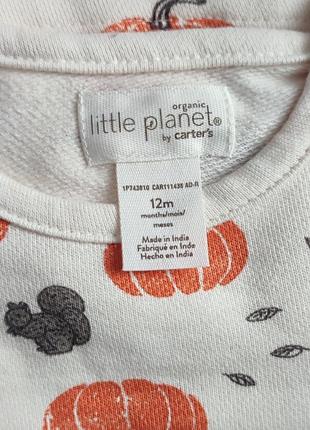 organic
little planet®
by carter's
1P743810 CAR111438 AD-R
12m
months/mois/
meses
Made in India
Fabriqué en Inde
Hecho en India